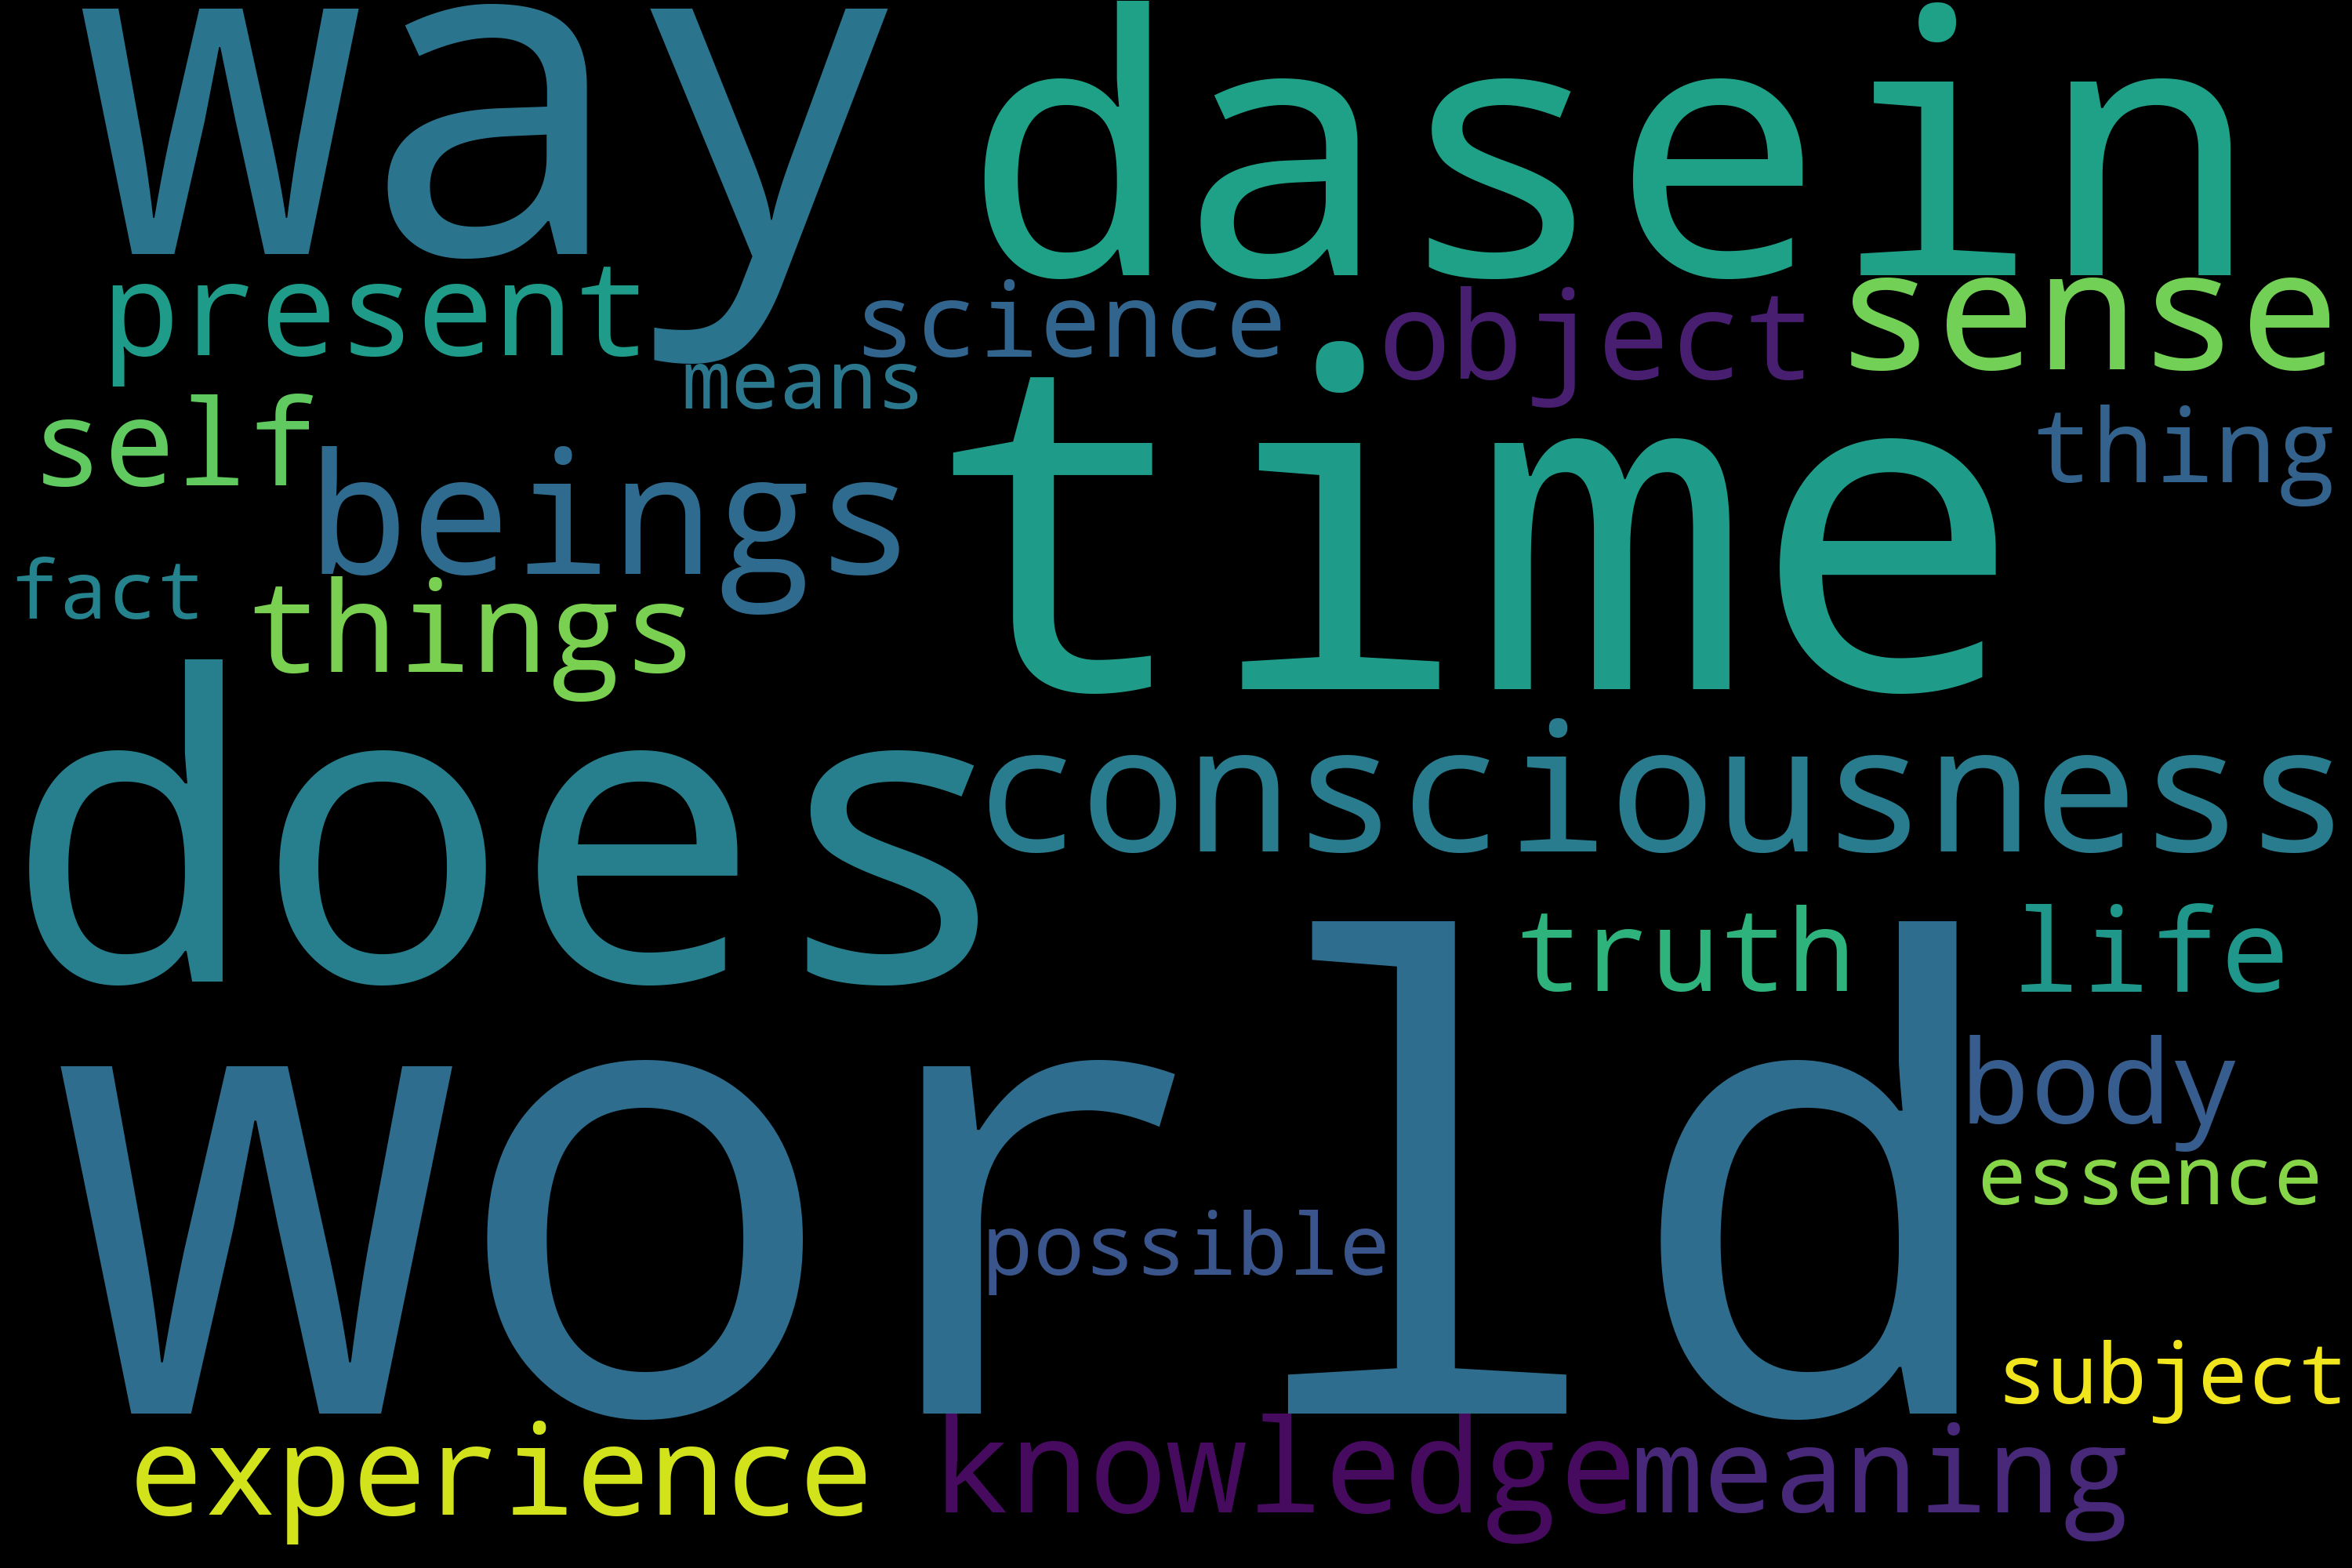 way
dasein
present
science
object
sense
means
self
beings
time
thing
fact
things
does
consciousness
truth
life
world
body
essence
possible
subject
experience
knowledge
meaning